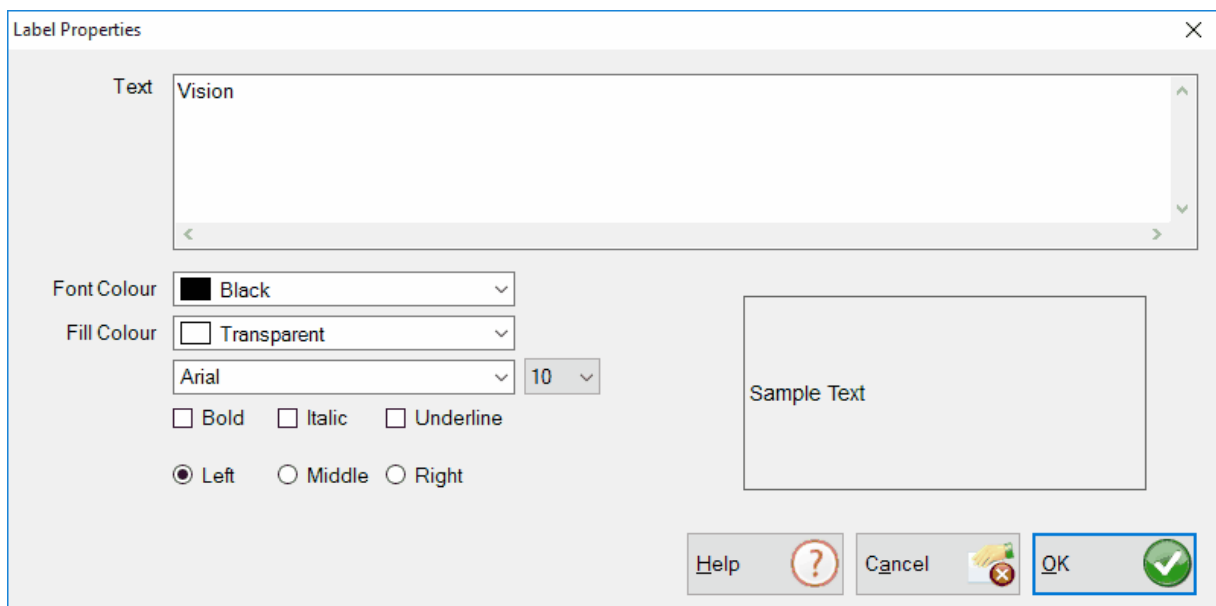 Label Properties
Text Vision
Font Colour Black
Fill Colour Transparent
Arial 10
Bold Italic Underline
Sample Text
Left Middle Right
Help ? Cancel OK